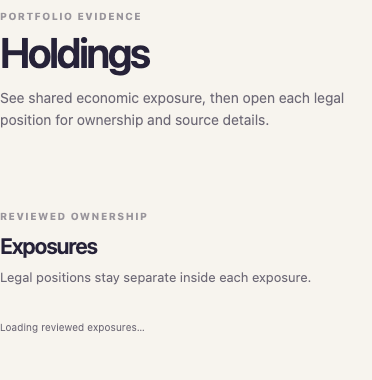 PORTFOLIO EVIDENCE
Holdings
See shared economic exposure, then open each legal
position for ownership and source details.
REVIEWED OWNERSHIP
Exposures
Legal positions stay separate inside each exposure.
Loading reviewed exposures...